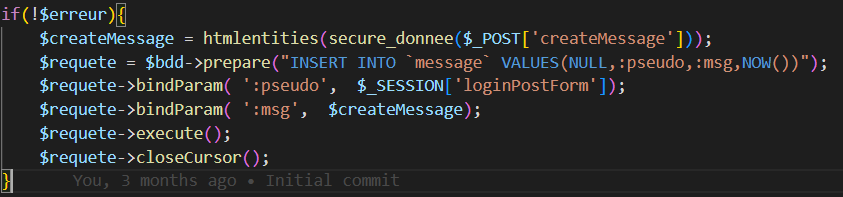 if(!$erreur){
$createMessage = htmlentities(secure_donnee($_POST['createMessage']));
$requete = $bdd->prepare("INSERT INTO `message` VALUES(NULL,:pseudo,:msg,NOW())");
$requete->bindParam( ':pseudo',  $_SESSION['loginPostForm']);
$requete->bindParam( ':msg',  $createMessage);
$requete->execute();
$requete->closeCursor();
} You, 3 months ago • Initial commit